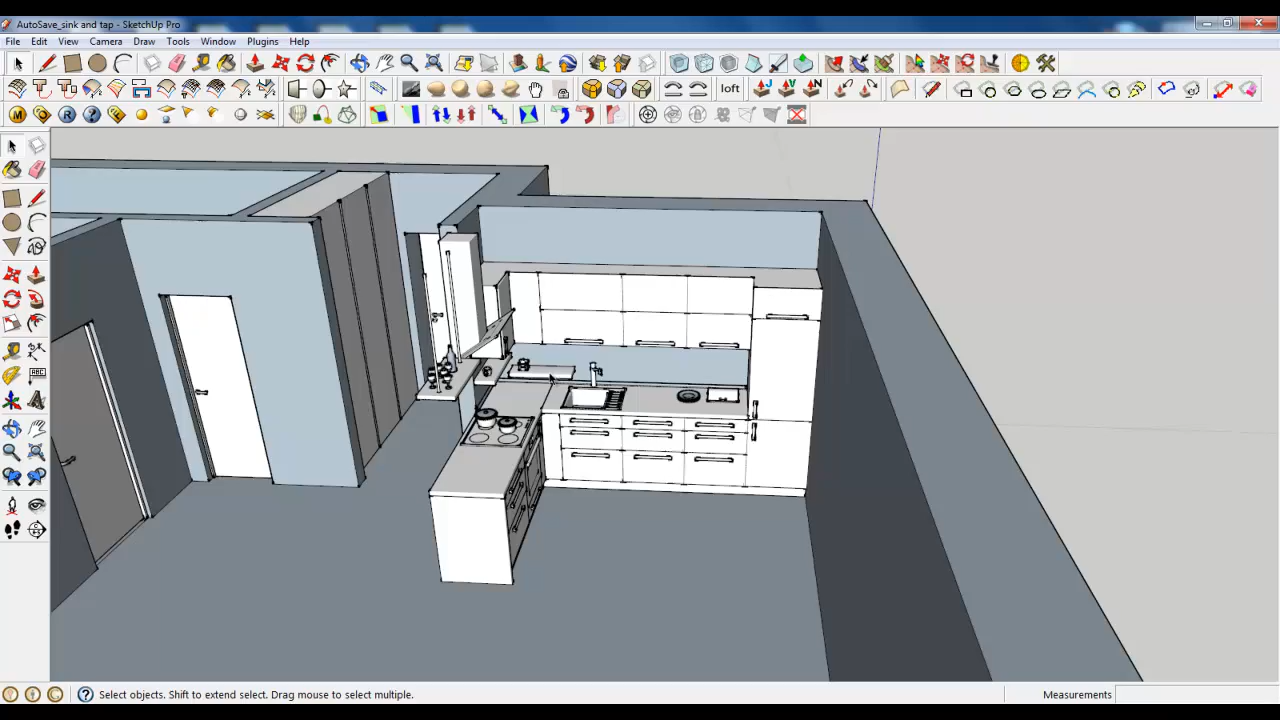 AutoSave_sink and tap - SketchUp Pro
File Edit View Camera Draw Tools Window Plugins Help
loft
M R ?
ABC
Select objects. Shift to extend select. Drag mouse to select multiple.
Measurements